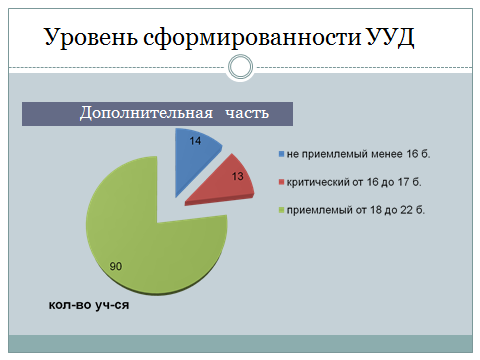 Уровень сформированности УУД
Дополнительная часть
14
13
90
не приемлемый менее 16 б.
критический от 16 до 17 б.
приемлемый от 18 до 22 б.
кол-во уч-ся